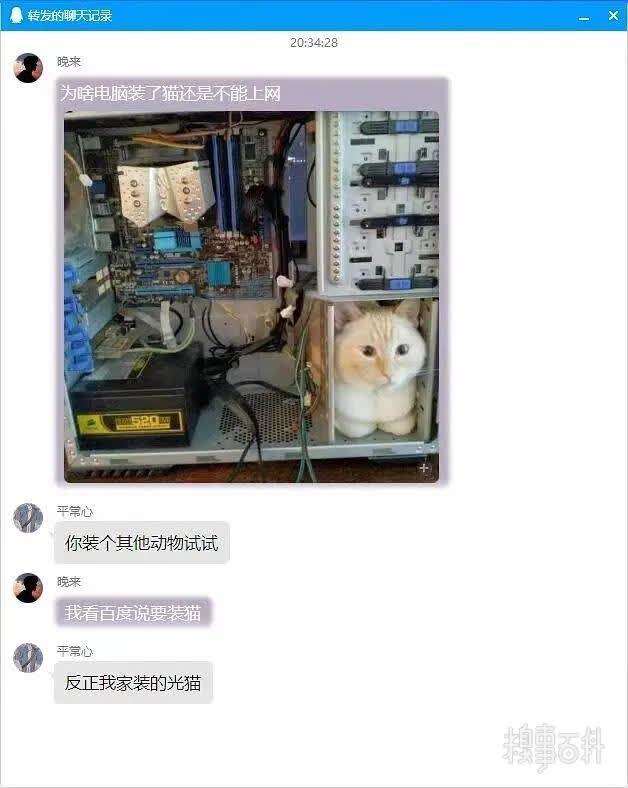 转发的聊天记录
20:34:28
晚来
为啥电脑装了猫还是不能上网
520
平常心
你装个其他动物试试
晚来
我看百度说要装猫
平常心
反正我家装的光猫
糗事百科